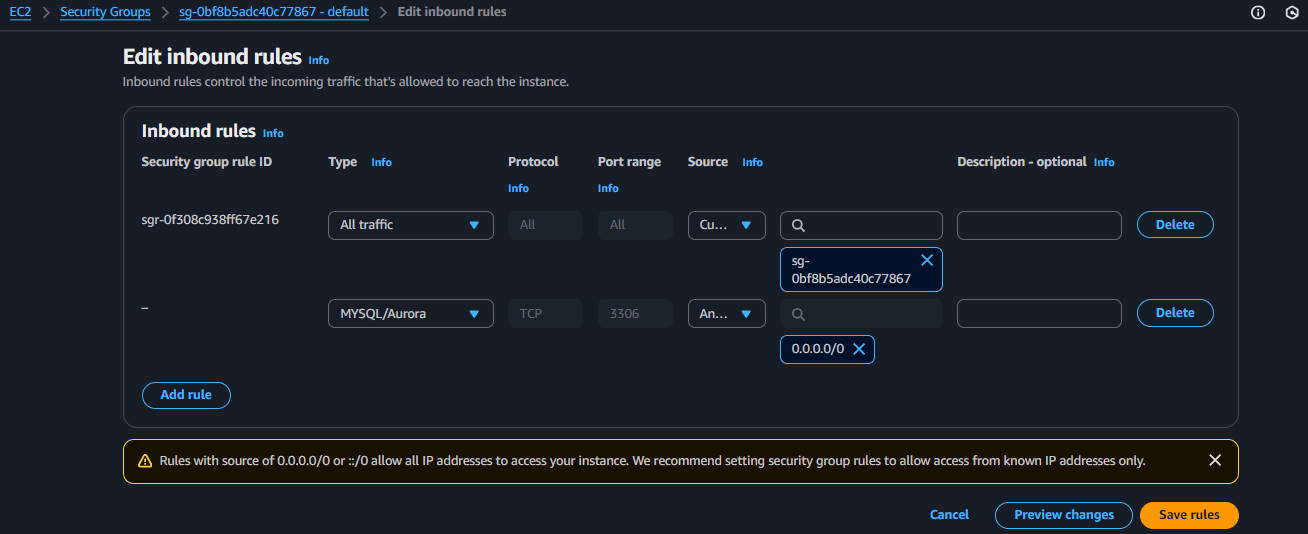 EC2 > Security Groups > sg-0bf8b5adc40c77867 - default > Edit inbound rules
Edit inbound rules Info
Inbound rules control the incoming traffic that's allowed to reach the instance.
Inbound rules Info
Security group rule ID Type Info Protocol Info Port range Info Source Info Description - optional Info
sgr-0f308c938ff67e216 All traffic All All Cu... Delete
sg-
0bf8b5adc40c77867
– MYSQL/Aurora TCP 3306 An... Delete
0.0.0.0/0
Add rule
Rules with source of 0.0.0.0/0 or ::/0 allow all IP addresses to access your instance. We recommend setting security group rules to allow access from known IP addresses only.
Cancel Preview changes Save rules